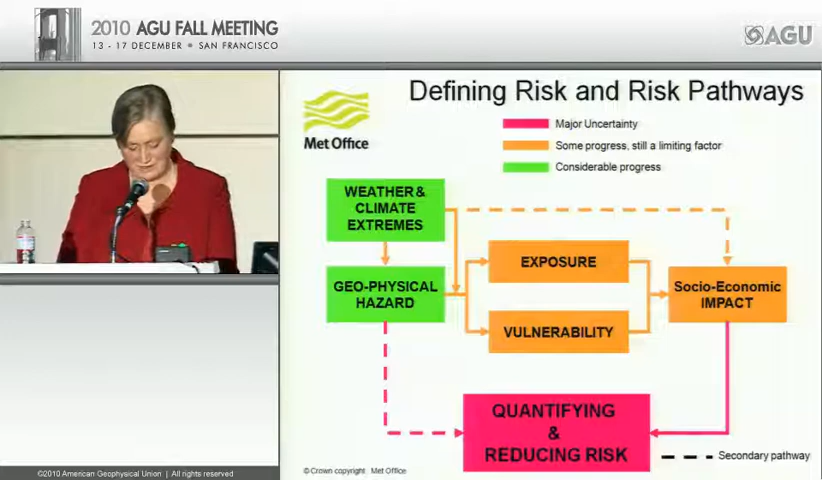 2010 AGU FALL MEETING
13 - 17 DECEMBER • SAN FRANCISCO
AGU
Defining Risk and Risk Pathways
Met Office
Major Uncertainty
Some progress, still a limiting factor
Considerable progress
WEATHER &
CLIMATE
EXTREMES
GEO-PHYSICAL
HAZARD
EXPOSURE
VULNERABILITY
Socio-Economic
IMPACT
QUANTIFYING
&
REDUCING RISK
Secondary pathway
© Crown copyright Met Office
©2010 American Geophysical Union | All rights reserved